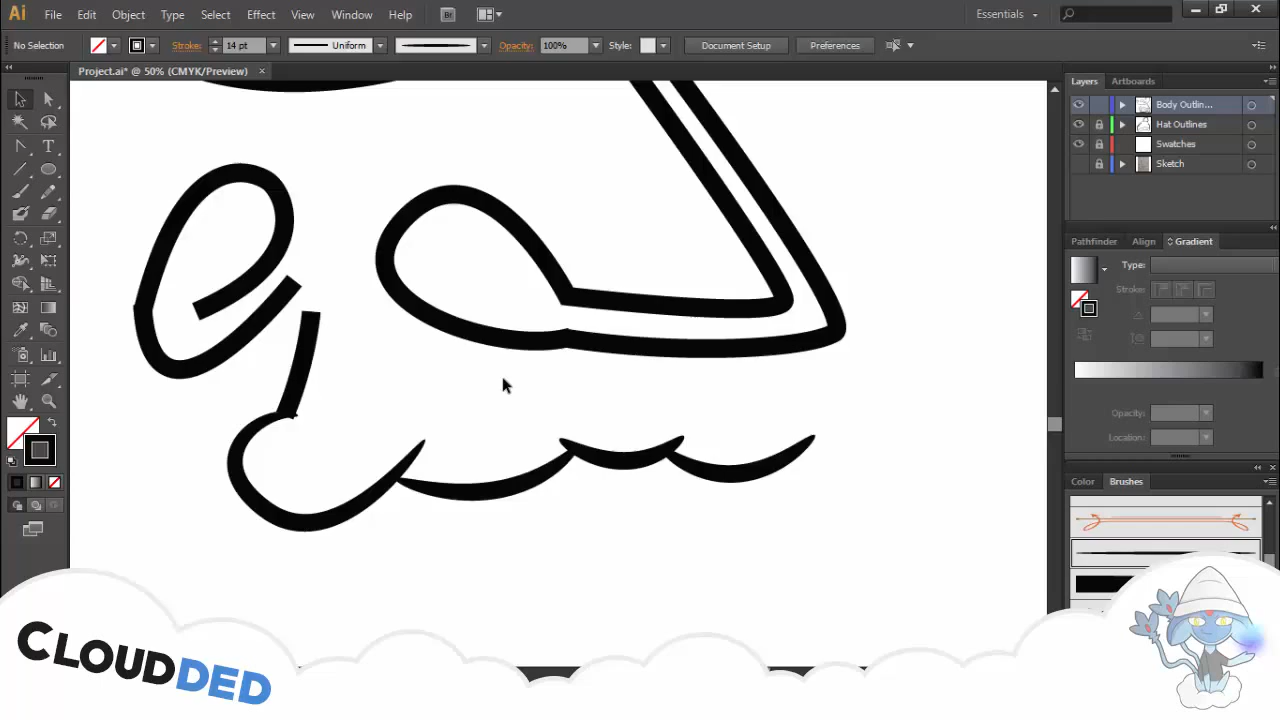 Ai File Edit Object Type Select Effect View Window Help Br Essentials
No Selection Stroke: 14 pt Uniform Opacity: 100% Style: Document Setup Preferences
Project.ai* @ 50% (CMYK/Preview) ×
Layers Artboards
Body Outlin...
Hat Outlines
Swatches
Sketch
Pathfinder Align Gradient
Type:
Stroke:
Opacity:
Location:
Color Brushes
CLOUDDED